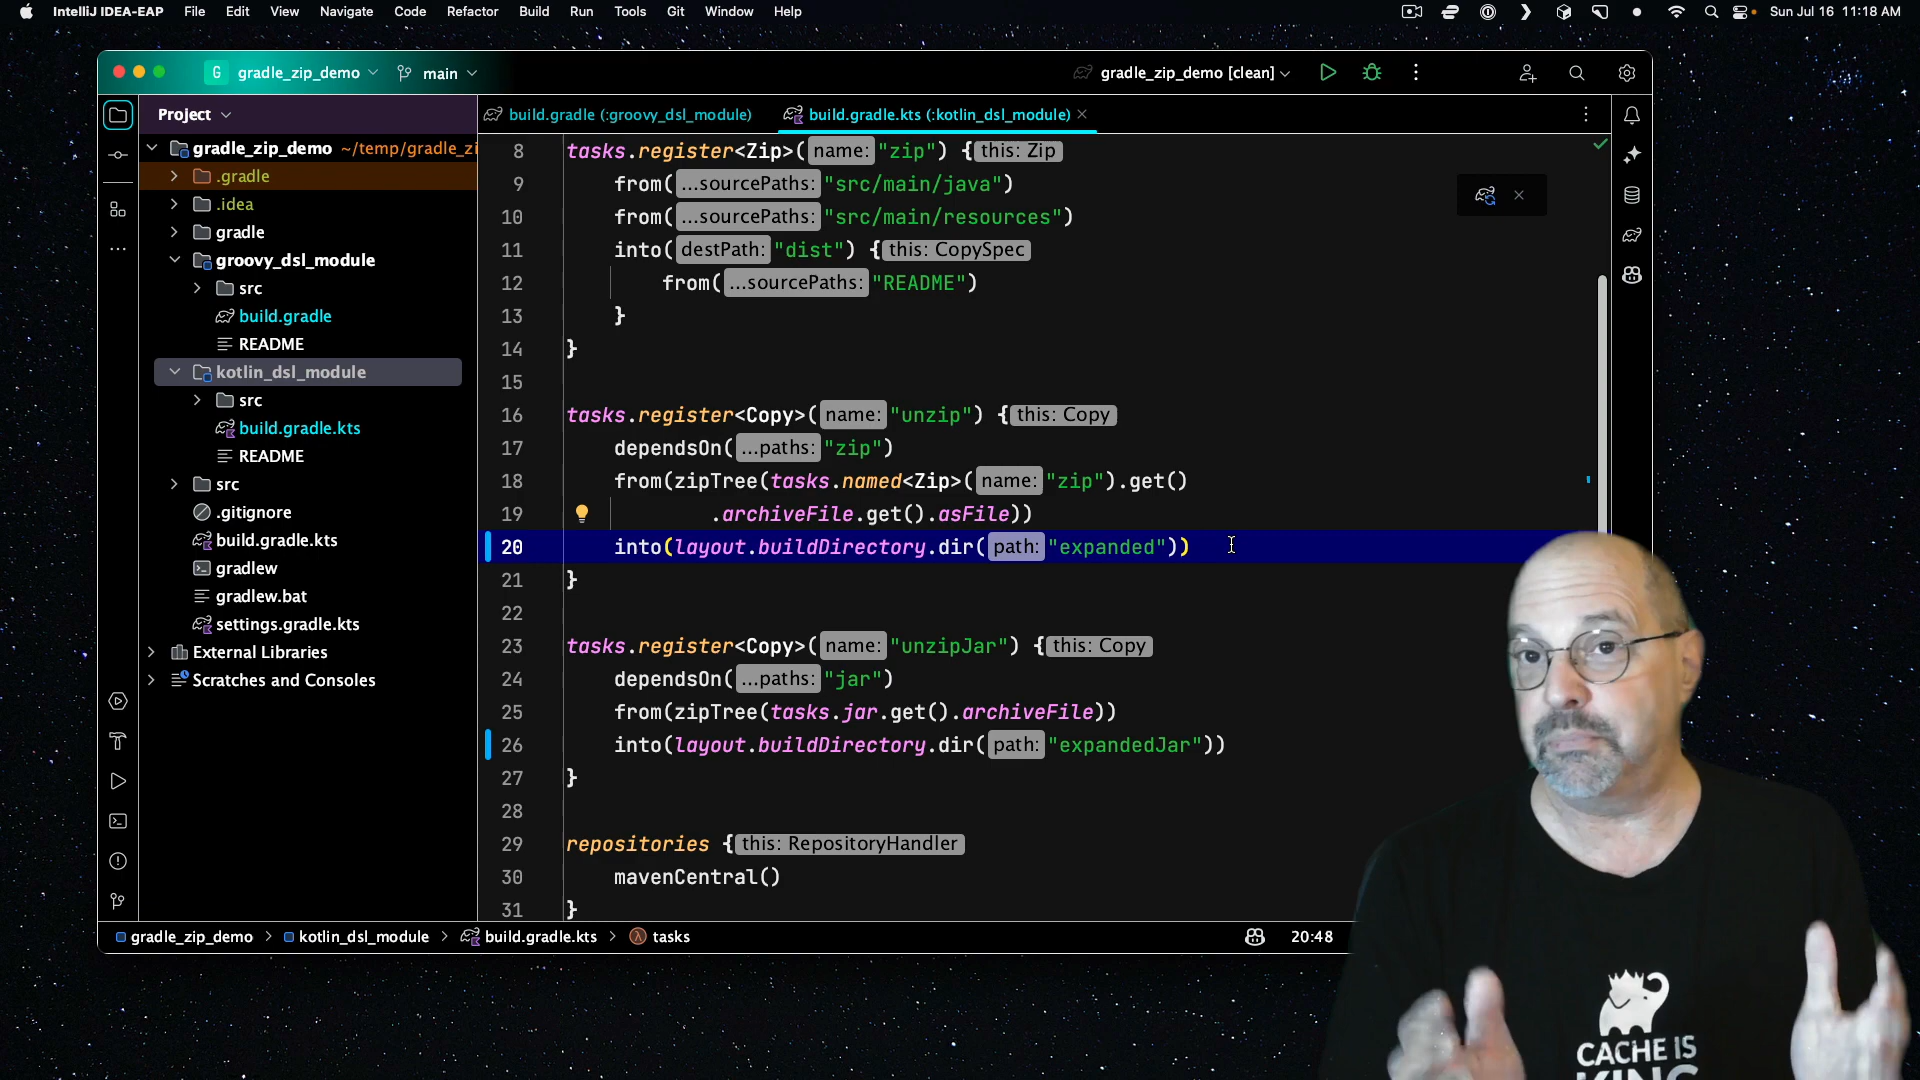 IntelliJ IDEA-EAP File Edit View Navigate Code Refactor Build Run Tools Git Window Help Sun Jul 16 11:18 AM
G gradle_zip_demo main gradle_zip_demo [clean]
Project
build.gradle (:groovy_dsl_module) build.gradle.kts (:kotlin_dsl_module)
gradle_zip_demo ~/temp/gradle_zi
.gradle
.idea
gradle
groovy_dsl_module
src
build.gradle
README
kotlin_dsl_module
src
build.gradle.kts
README
src
.gitignore
build.gradle.kts
gradlew
gradlew.bat
settings.gradle.kts
External Libraries
Scratches and Consoles
8 tasks.register<Zip>( name: "zip") { this: Zip
9 from( ...sourcePaths: "src/main/java")
10 from( ...sourcePaths: "src/main/resources")
11 into( destPath: "dist") { this: CopySpec
12 from( ...sourcePaths: "README")
13 }
14 }
15
16 tasks.register<Copy>( name: "unzip") { this: Copy
17 dependsOn( ...paths: "zip")
18 from(zipTree(tasks.named<Zip>( name: "zip").get()
19 .archiveFile.get().asFile))
20 into(layout.buildDirectory.dir( path: "expanded"))
21 }
22
23 tasks.register<Copy>( name: "unzipJar") { this: Copy
24 dependsOn( ...paths: "jar")
25 from(zipTree(tasks.jar.get().archiveFile))
26 into(layout.buildDirectory.dir( path: "expandedJar"))
27 }
28
29 repositories { this: RepositoryHandler
30 mavenCentral()
31 }
gradle_zip_demo > kotlin_dsl_module > build.gradle.kts > tasks 20:48
CACHE IS
KING